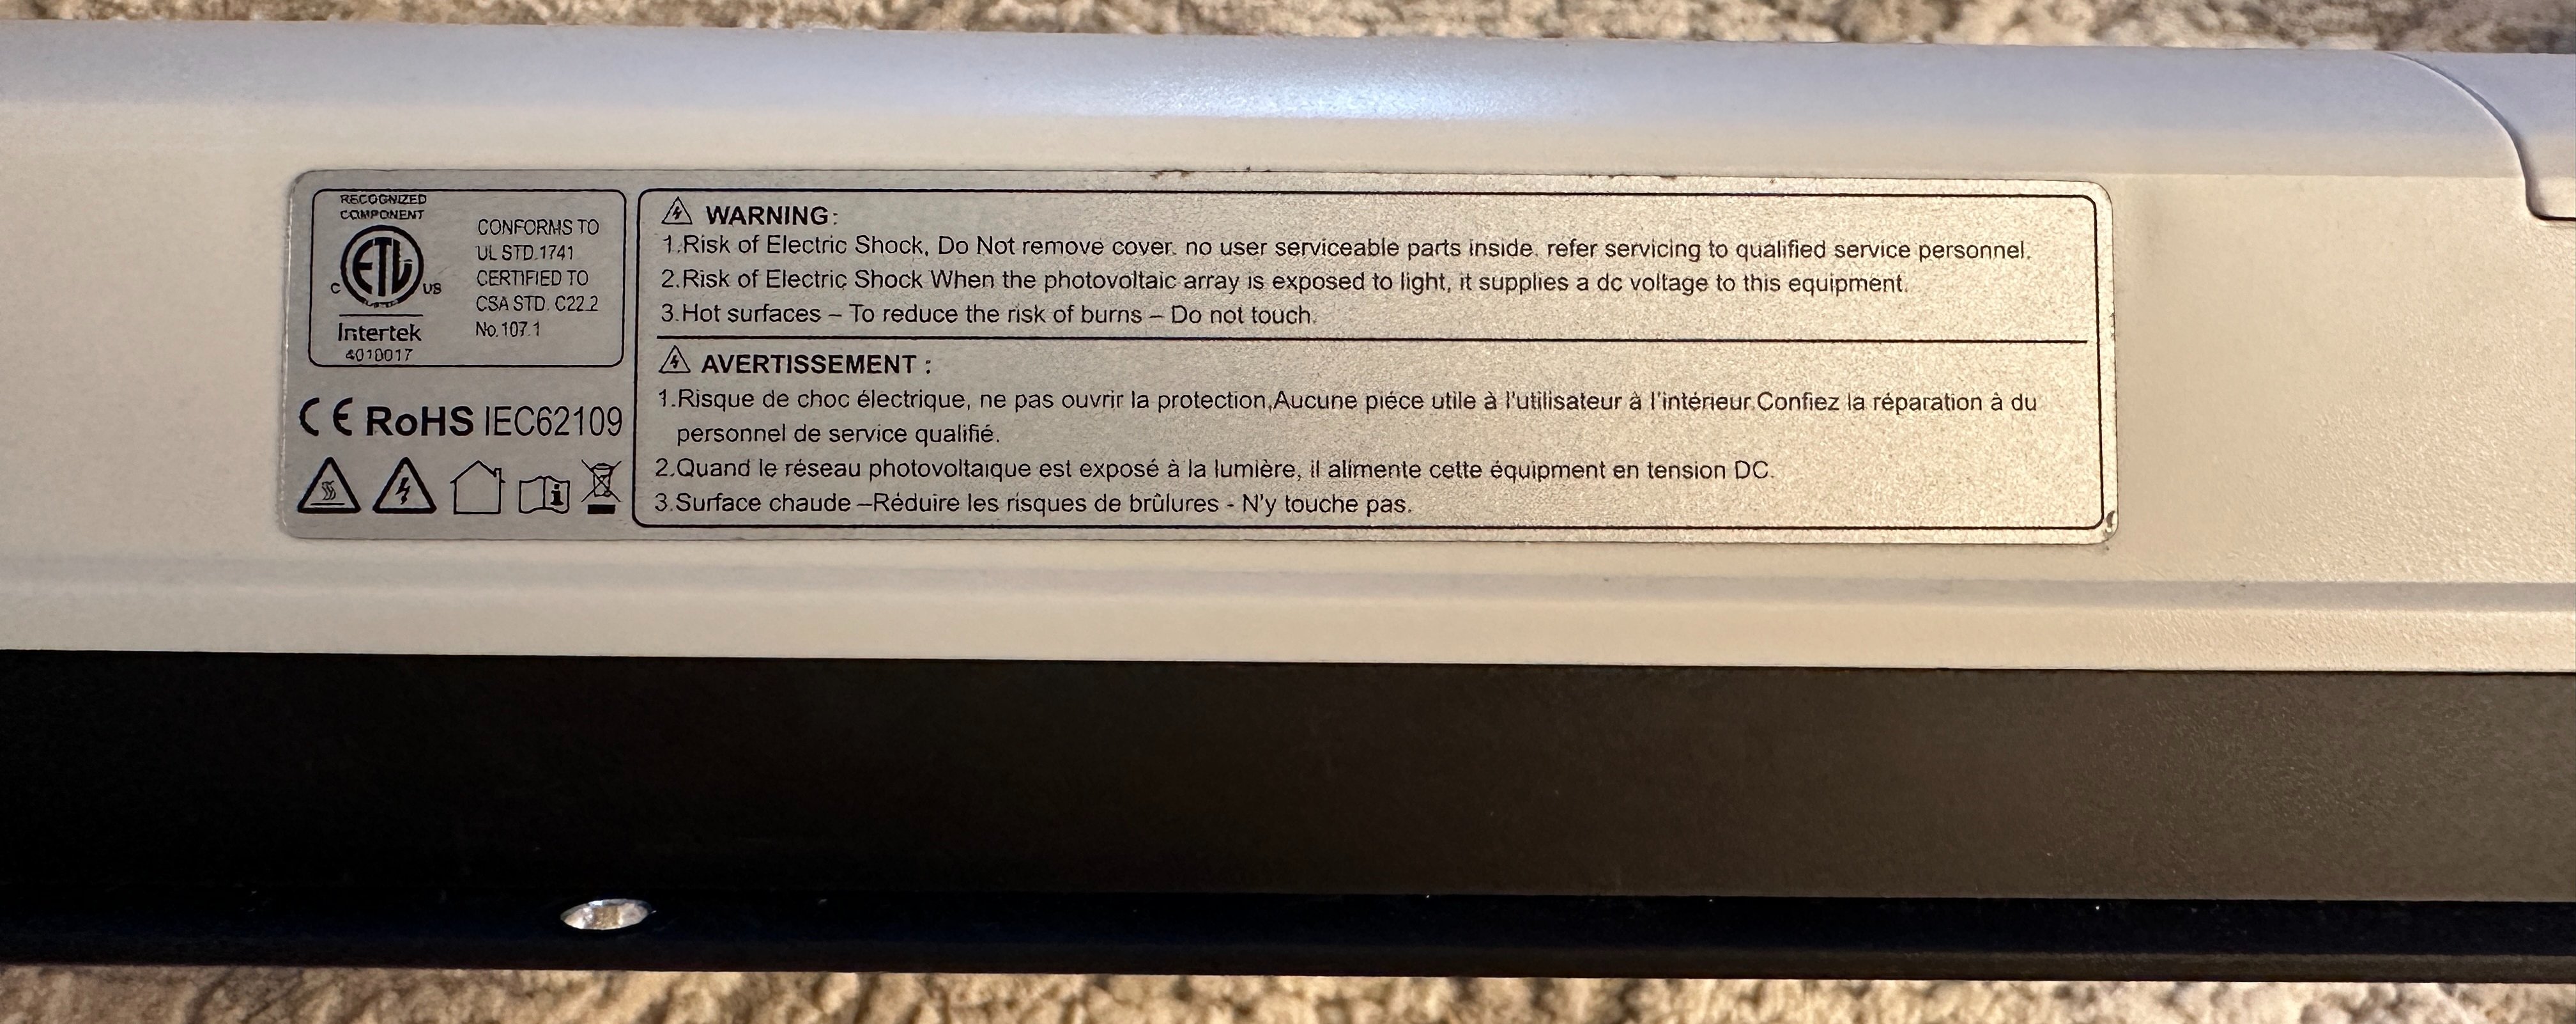 RECOGNIZED
COMPONENT
ETL
C US
Intertek
4010017
CONFORMS TO
UL STD.1741
CERTIFIED TO
CSA STD. C22.2
No.107.1
CE RoHS IEC62109
WARNING:
1.Risk of Electric Shock, Do Not remove cover. no user serviceable parts inside. refer servicing to qualified service personnel.
2.Risk of Electric Shock When the photovoltaic array is exposed to light, it supplies a dc voltage to this equipment.
3.Hot surfaces – To reduce the risk of burns – Do not touch.
AVERTISSEMENT :
1.Risque de choc électrique, ne pas ouvrir la protection,Aucune piéce utile à l'utilisateur à l'intérieur.Confiez la réparation à du
personnel de service qualifié.
2.Quand le réseau photovoltaïque est exposé à la lumière, il alimente cette équipment en tension DC.
3.Surface chaude –Réduire les risques de brûlures - N'y touche pas.